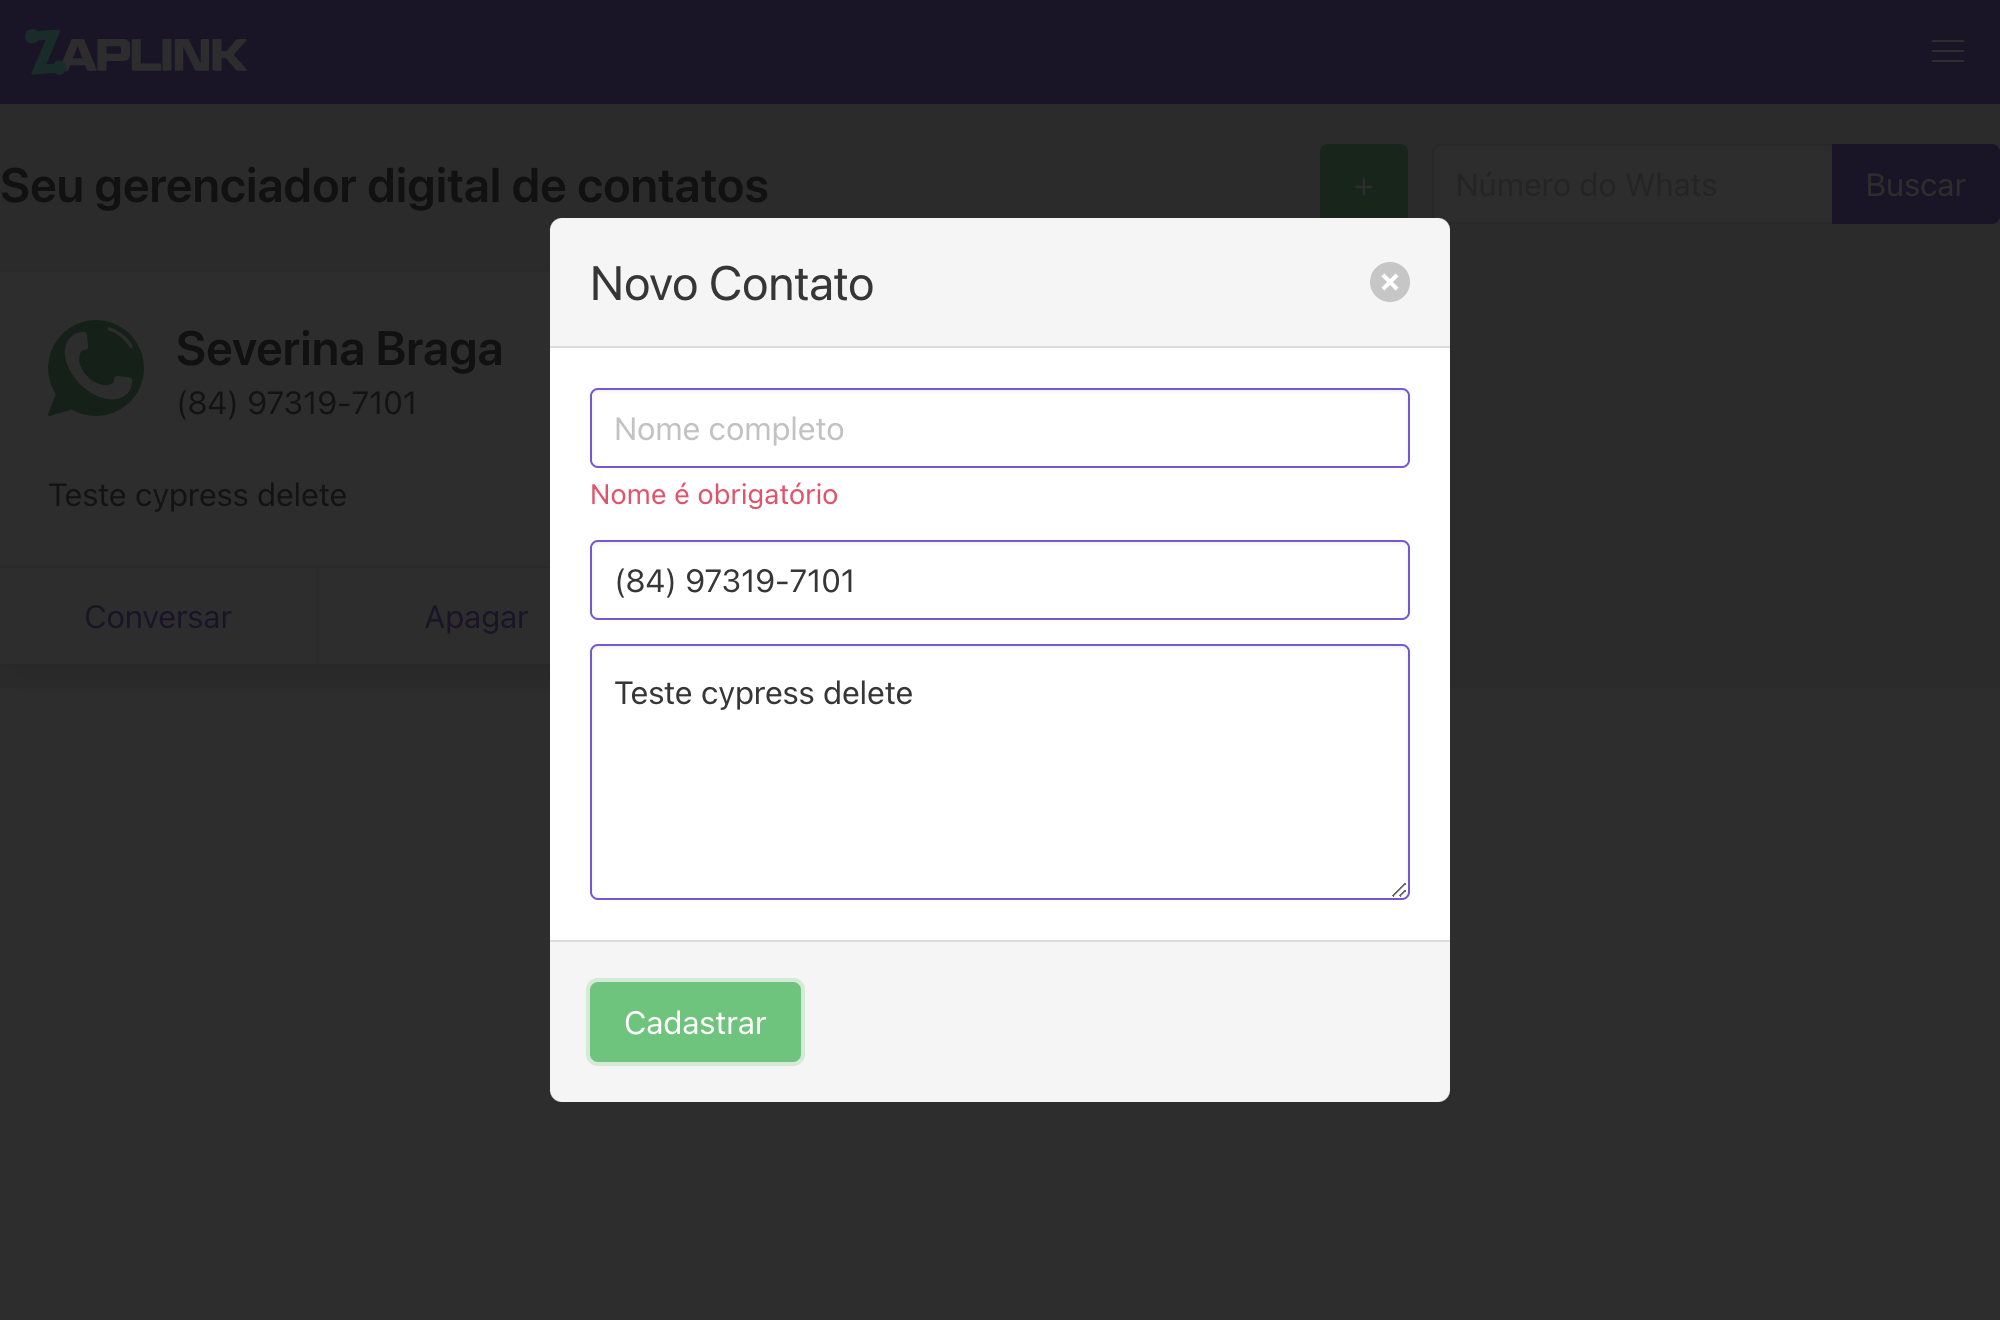 ZAPLINK
Seu gerenciador digital de contatos
+
Número do Whats
Buscar
Severina Braga
(84) 97319-7101
Teste cypress delete
Conversar
Apagar
Novo Contato
Nome completo
Nome é obrigatório
(84) 97319-7101
Teste cypress delete
Cadastrar